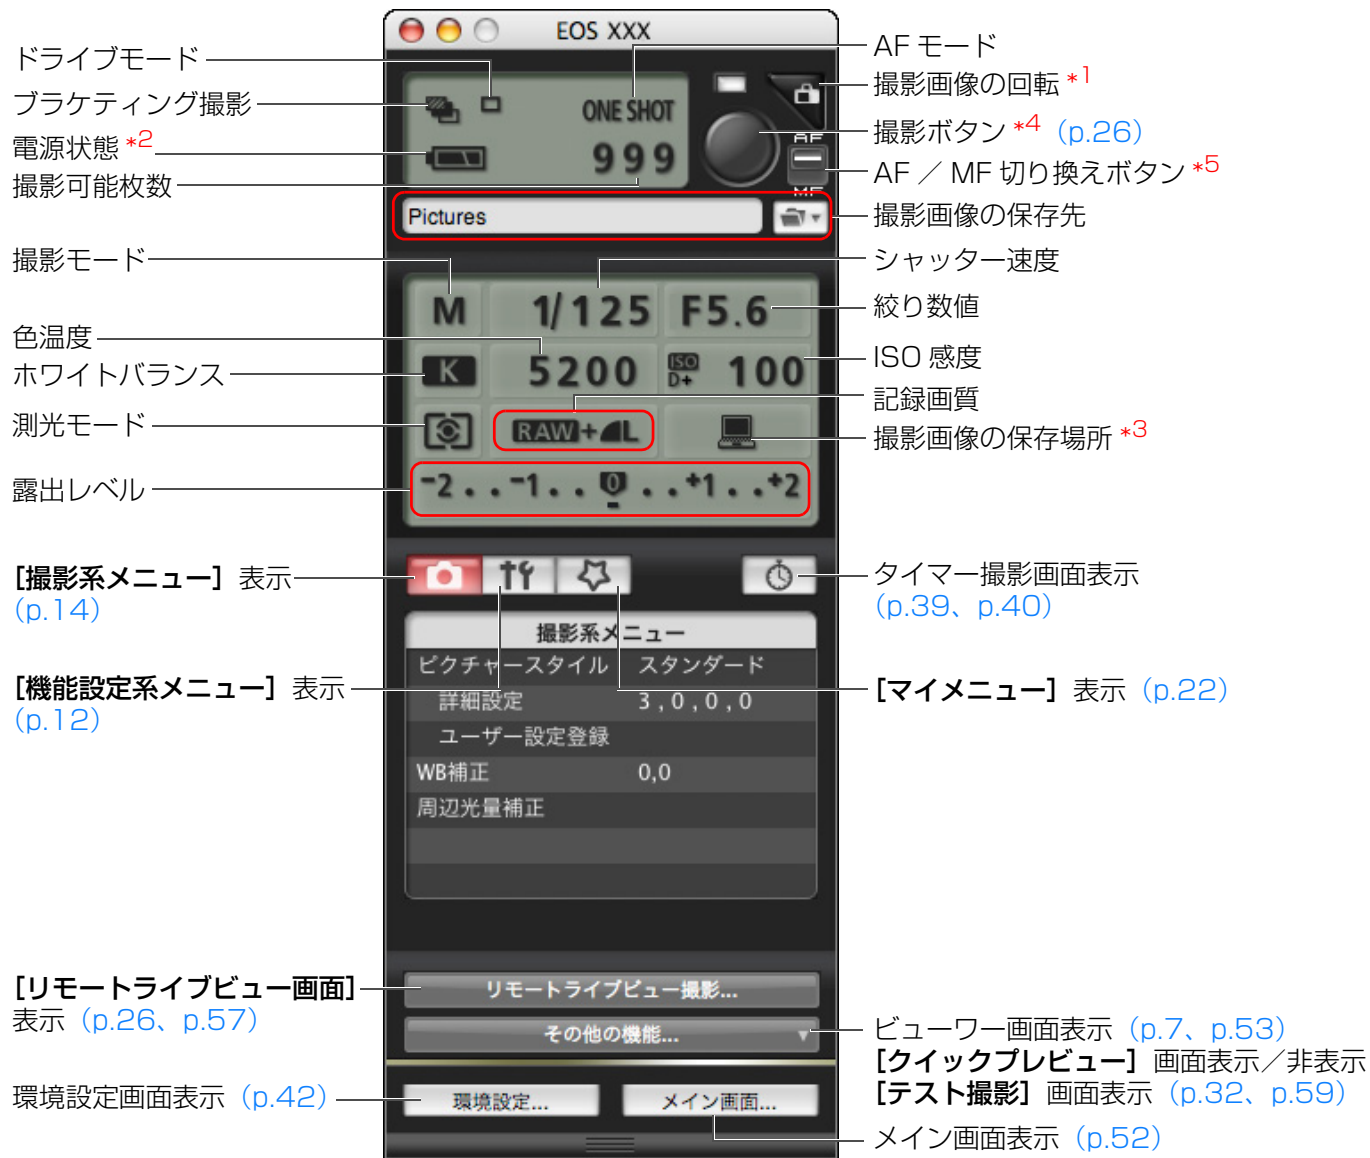 EOS XXX
ドライブモード
ブラケティング撮影
電源状態 *2
撮影可能枚数
撮影モード
色温度
ホワイトバランス
測光モード
露出レベル
[撮影系メニュー] 表示
(p.14)
[機能設定系メニュー] 表示
(p.12)
[リモートライブビュー画面]
表示 (p.26、p.57)
環境設定画面表示 (p.42)
ONE SHOT
999
AF
MF
Pictures
M 1/125 F5.6
K 5200 ISO D+ 100
RAW+L
-2..-1..0..+1..+2
撮影系メニュー
ピクチャースタイル スタンダード
詳細設定 3,0,0,0
ユーザー設定登録
WB補正 0,0
周辺光量補正
リモートライブビュー撮影...
その他の機能...
環境設定... メイン画面...
AF モード
撮影画像の回転 *1
撮影ボタン *4 (p.26)
AF / MF 切り換えボタン *5
撮影画像の保存先
シャッター速度
絞り数値
ISO 感度
記録画質
撮影画像の保存場所 *3
タイマー撮影画面表示
(p.39、p.40)
[マイメニュー] 表示 (p.22)
ビューワー画面表示 (p.7、p.53)
[クイックプレビュー] 画面表示/非表示
[テスト撮影] 画面表示 (p.32、p.59)
メイン画面表示 (p.52)